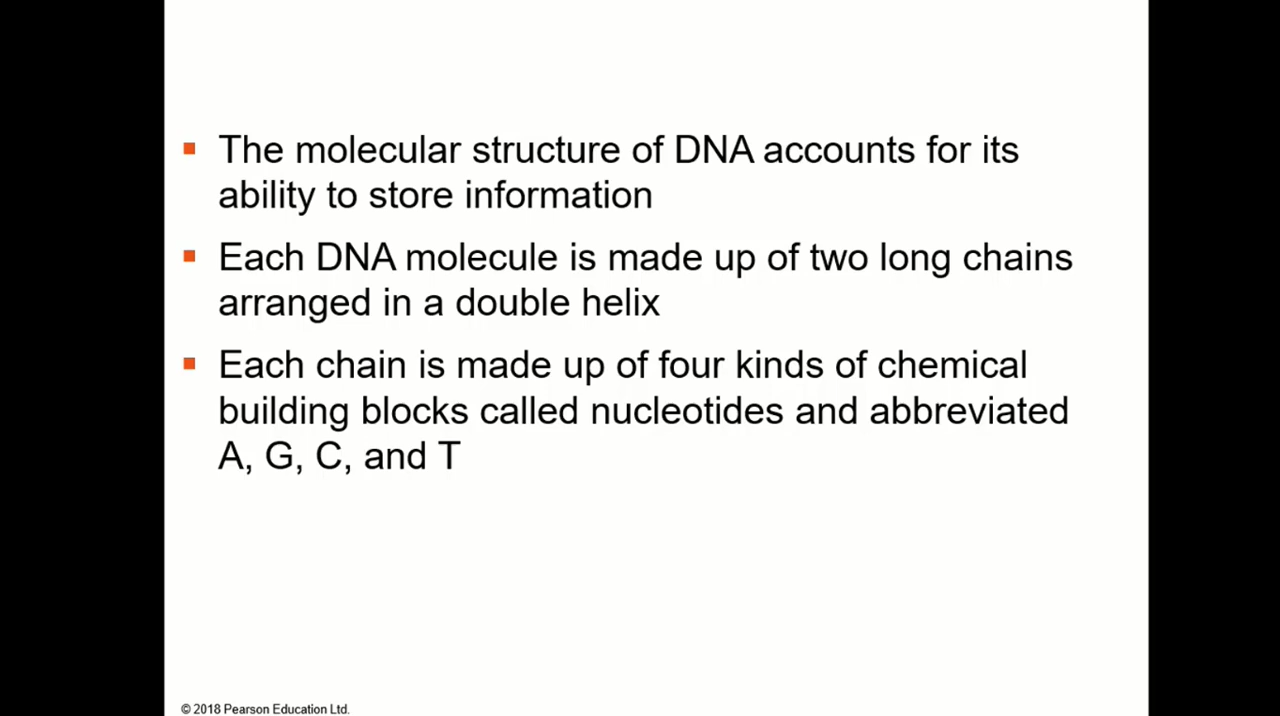 The molecular structure of DNA accounts for its
ability to store information
Each DNA molecule is made up of two long chains
arranged in a double helix
Each chain is made up of four kinds of chemical
building blocks called nucleotides and abbreviated
A, G, C, and T
© 2018 Pearson Education Ltd.